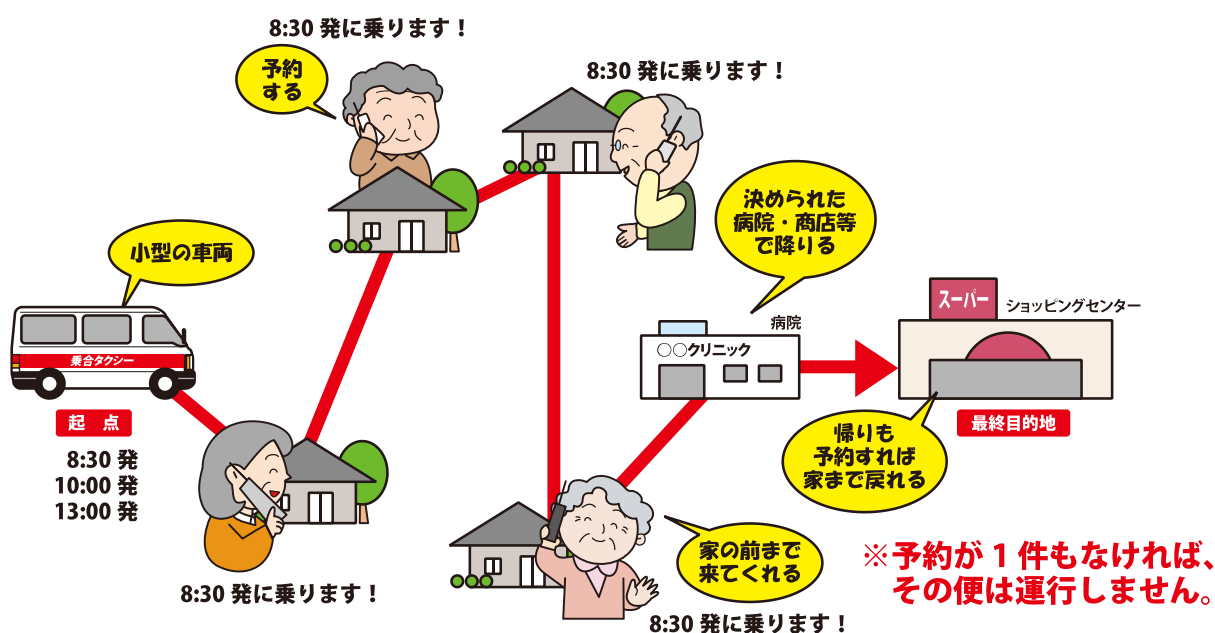 8:30 発に乗ります！
予約
する
8:30 発に乗ります！
決められた
病院・商店等
で降りる
小型の車両
スーパー
ショッピングセンター
病院
〇〇クリニック
乗合タクシー
起　点
8:30 発
10:00 発
13:00 発
最終目的地
帰りも
予約すれば
家まで戻れる
家の前まで
来てくれる
8:30 発に乗ります！
8:30 発に乗ります！
※予約が 1 件もなければ、
その便は運行しません。